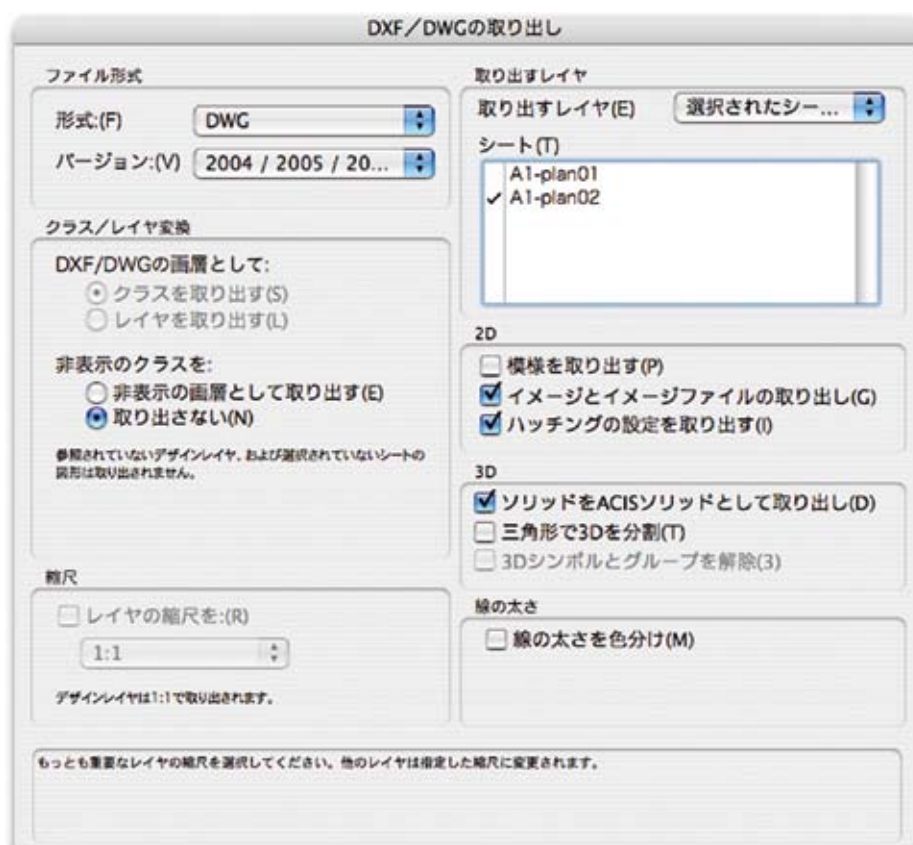 DXF／DWGの取り出し
ファイル形式
形式:(F)
DWG
バージョン:(V)
2004 / 2005 / 20...
クラス／レイヤ変換
DXF/DWGの画層として:
クラスを取り出す(S)
レイヤを取り出す(L)
非表示のクラスを:
非表示の画層として取り出す(E)
取り出さない(N)
参照されていないデザインレイヤ、および選択されていないシートの
図形は取り出されません。
縮尺
レイヤの縮尺を:(R)
1:1
デザインレイヤは1:1で取り出されます。
取り出すレイヤ
取り出すレイヤ(E)
選択されたシー...
シート(T)
A1-plan01
A1-plan02
2D
模様を取り出す(P)
イメージとイメージファイルの取り出し(G)
ハッチングの設定を取り出す(I)
3D
ソリッドをACISソリッドとして取り出し(D)
三角形で3Dを分割(T)
3Dシンボルとグループを解除(3)
線の太さ
線の太さを色分け(M)
もっとも重要なレイヤの縮尺を選択してください。他のレイヤは指定した縮尺に変更されます。